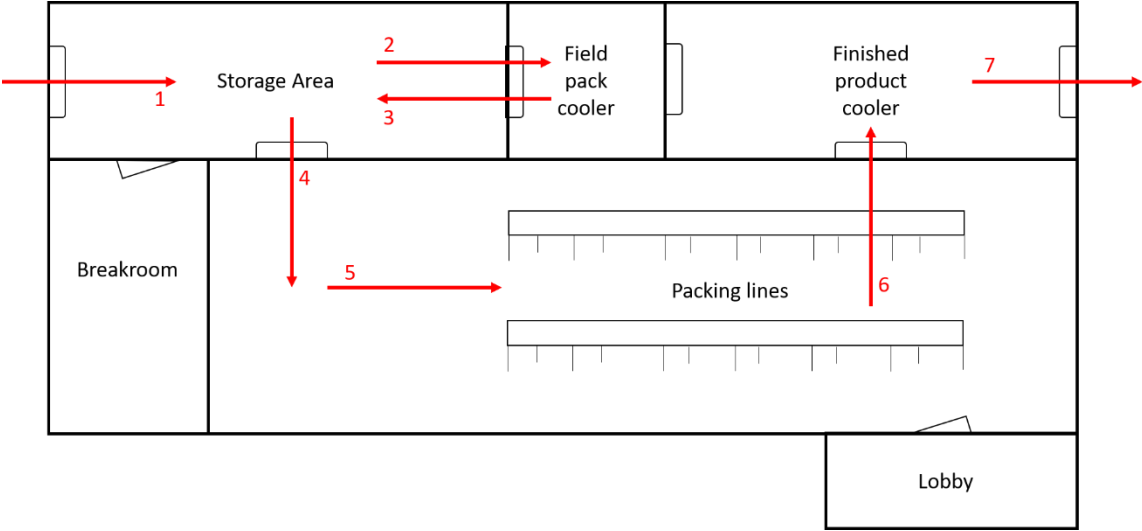 2
Field
pack
cooler
Finished
product
cooler
7
Storage Area
1
3
4
Breakroom
5
Packing lines
6
Lobby